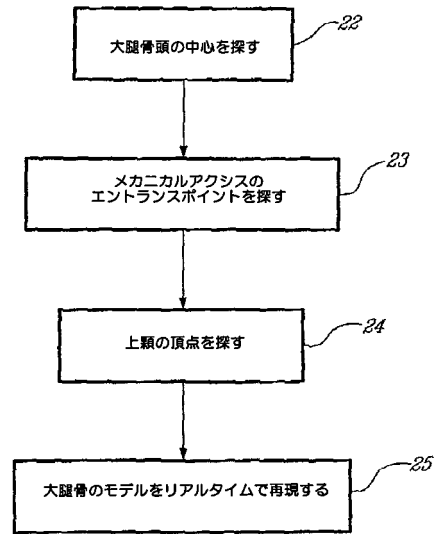 22
大腿骨頭の中心を探す
23
メカニカルアクシスの
エントランスポイントを探す
24
上顆の頂点を探す
25
大腿骨のモデルをリアルタイムで再現する